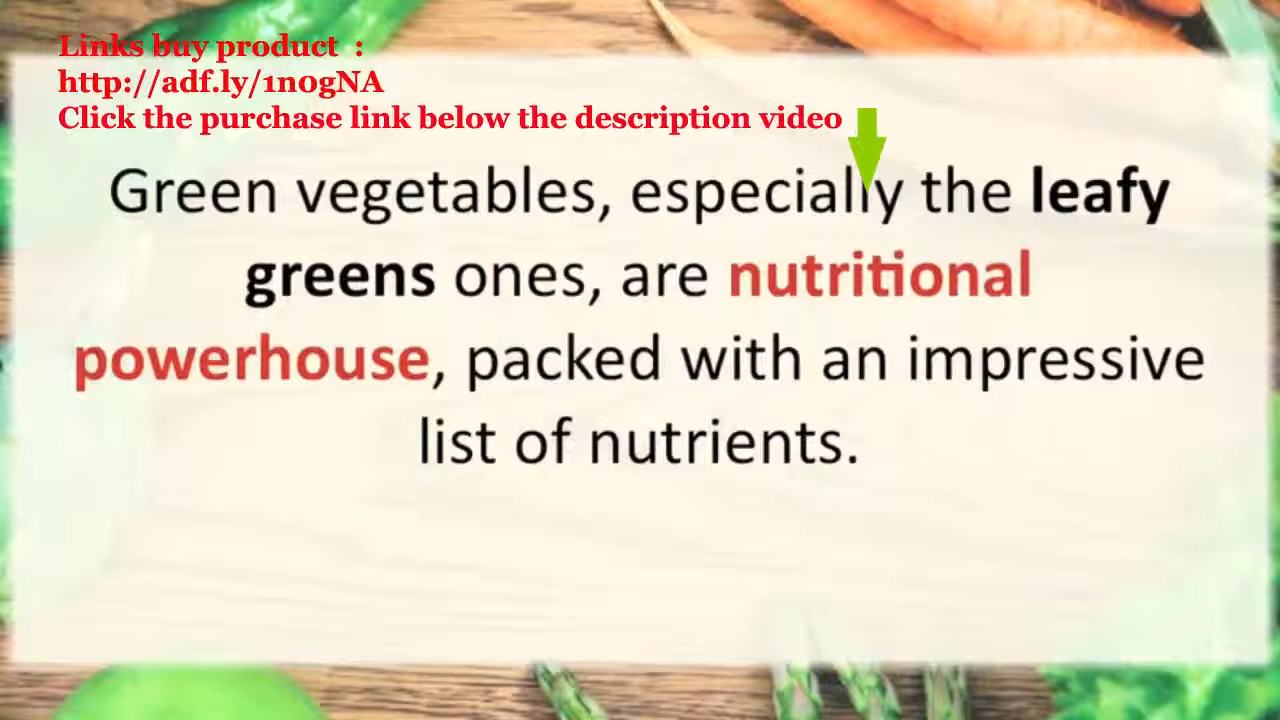 Links buy product :
http://adf.ly/1n0gNA
Click the purchase link below the description video
Green vegetables, especially the leafy
greens ones, are nutritional
powerhouse, packed with an impressive
list of nutrients.